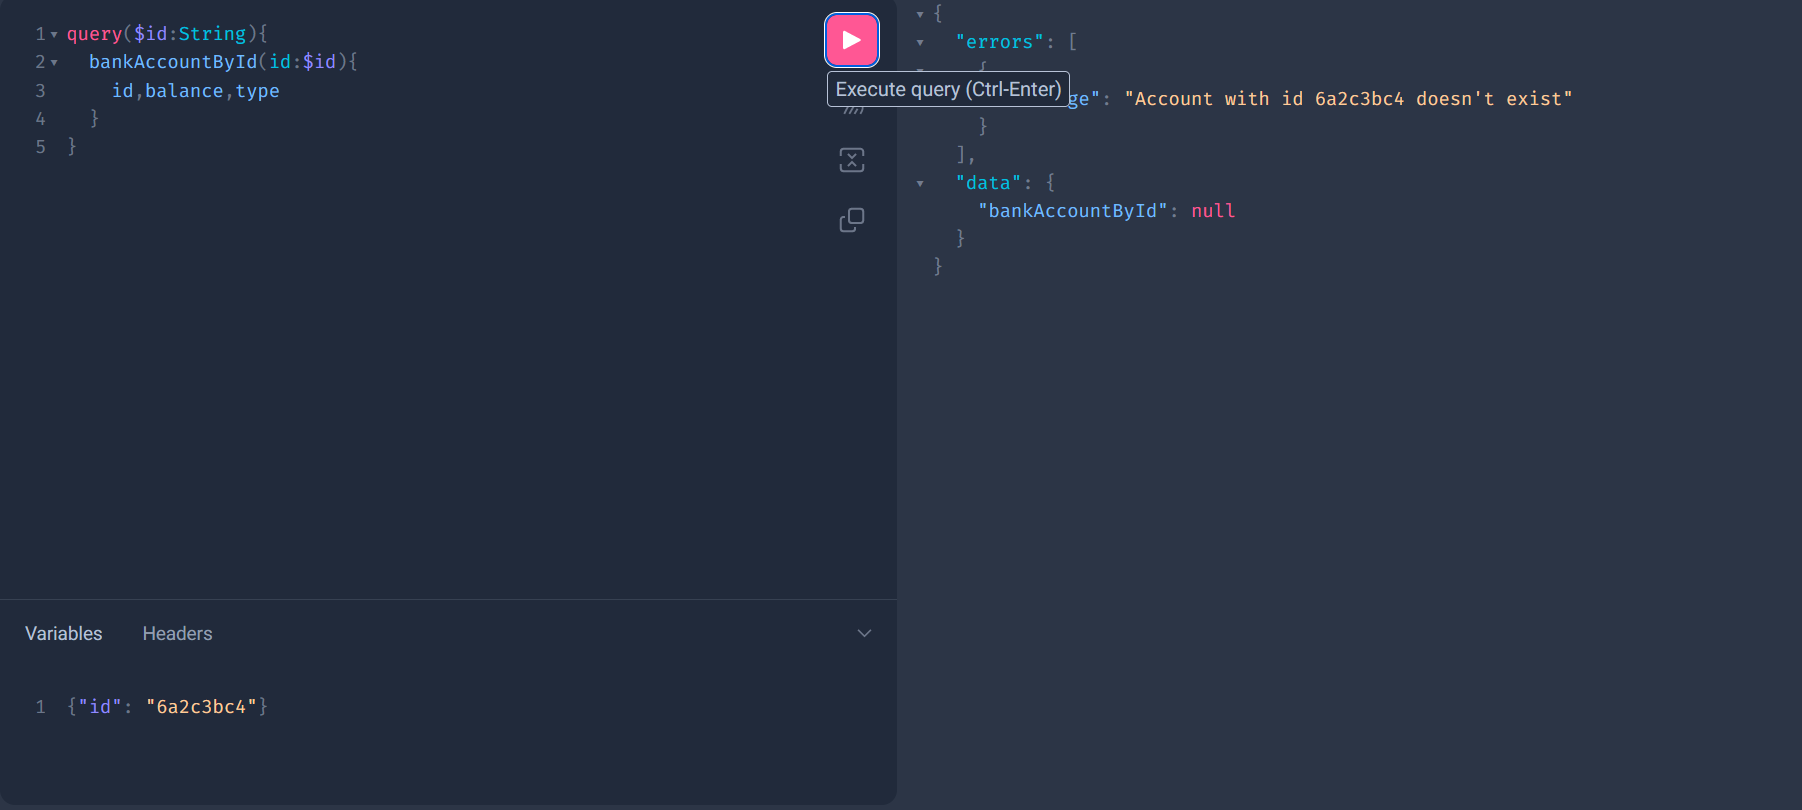 1 query($id:String){
2 bankAccountById(id:$id){
3 id,balance,type
4 }
5 }
Execute query (Ctrl-Enter)
Variables Headers
1 {"id": "6a2c3bc4"}
{
"errors": [
{
ge": "Account with id 6a2c3bc4 doesn't exist"
}
],
"data": {
"bankAccountById": null
}
}